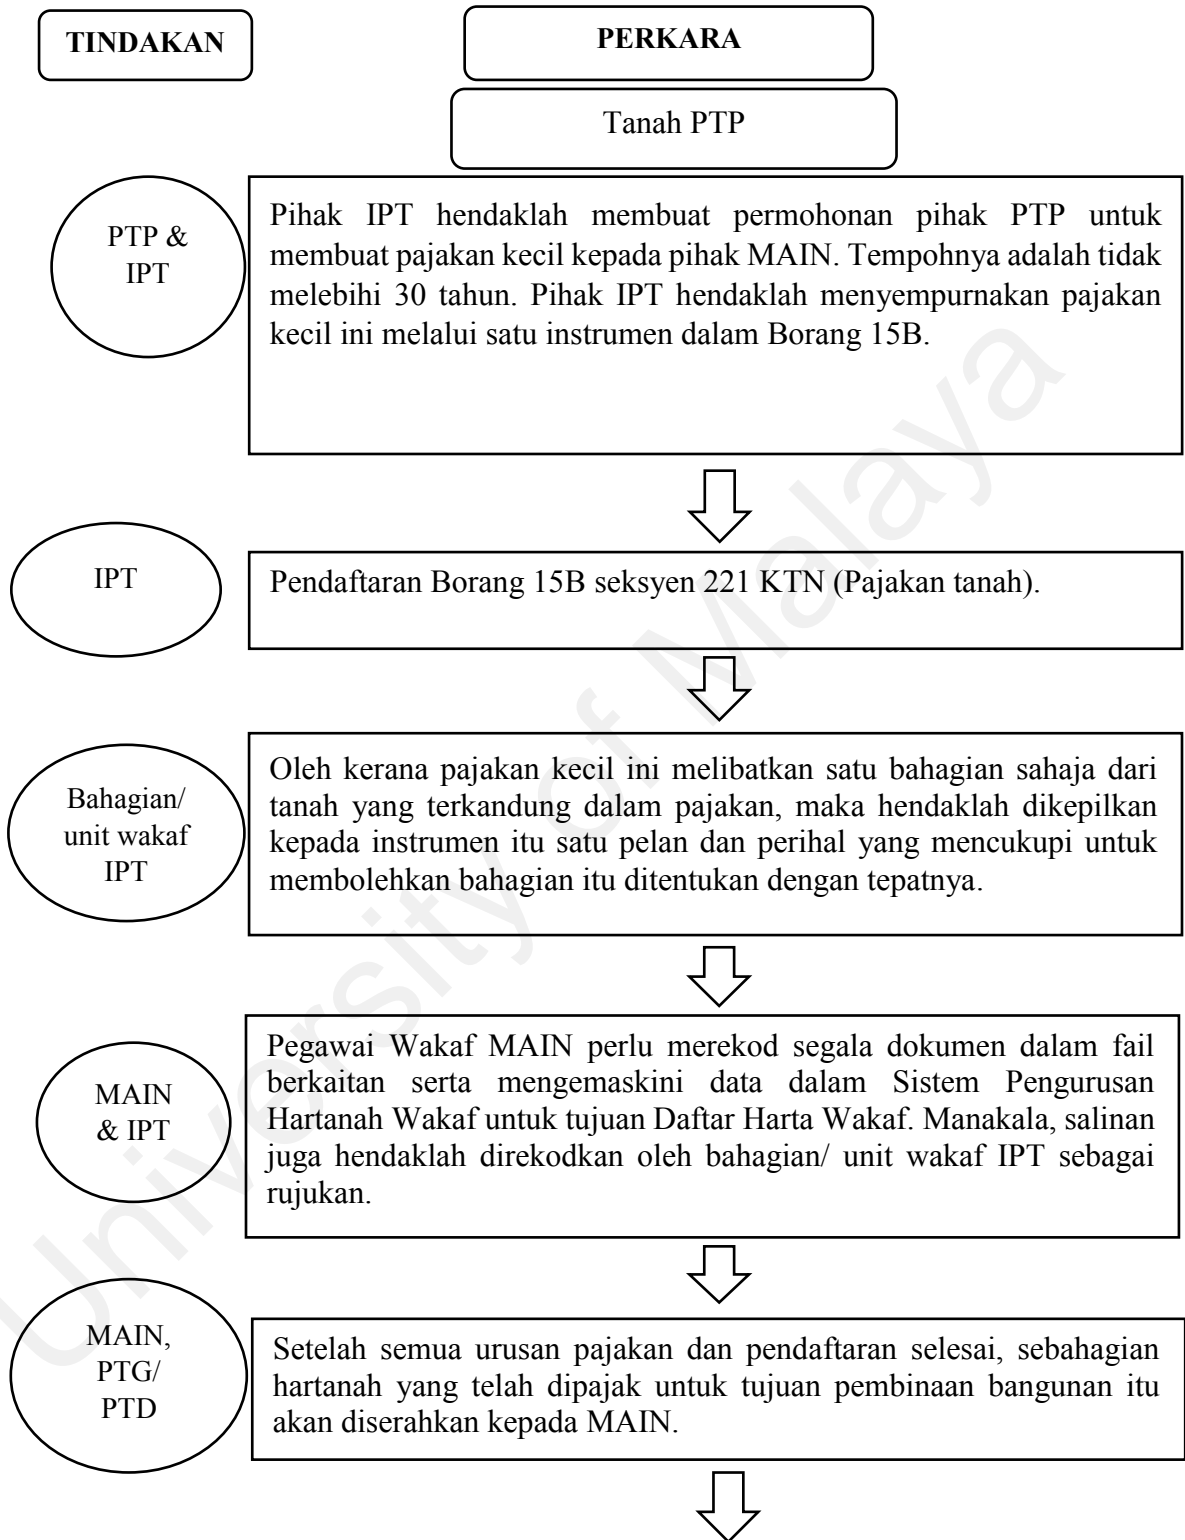 TINDAKAN
PERKARA
Tanah PTP
PTP &
IPT
Pihak IPT hendaklah membuat permohonan pihak PTP untuk
membuat pajakan kecil kepada pihak MAIN. Tempohnya adalah tidak
melebihi 30 tahun. Pihak IPT hendaklah menyempurnakan pajakan
kecil ini melalui satu instrumen dalam Borang 15B.
IPT
Pendaftaran Borang 15B seksyen 221 KTN (Pajakan tanah).
Bahagian/
unit wakaf
IPT
Oleh kerana pajakan kecil ini melibatkan satu bahagian sahaja dari
tanah yang terkandung dalam pajakan, maka hendaklah dikepilkan
kepada instrumen itu satu pelan dan perihal yang mencukupi untuk
membolehkan bahagian itu ditentukan dengan tepatnya.
MAIN
& IPT
Pegawai Wakaf MAIN perlu merekod segala dokumen dalam fail
berkaitan serta mengemaskini data dalam Sistem Pengurusan
Hartanah Wakaf untuk tujuan Daftar Harta Wakaf. Manakala, salinan
juga hendaklah direkodkan oleh bahagian/ unit wakaf IPT sebagai
rujukan.
MAIN,
PTG/
PTD
Setelah semua urusan pajakan dan pendaftaran selesai, sebahagian
hartanah yang telah dipajak untuk tujuan pembinaan bangunan itu
akan diserahkan kepada MAIN.
University of Malaya